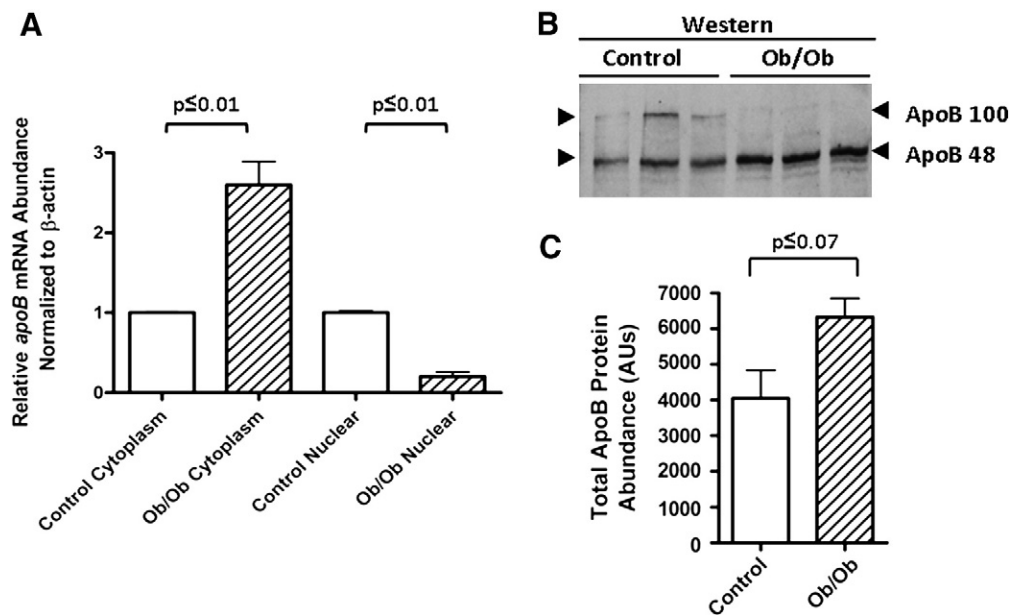 A
p≤0.01
p≤0.01
Relative apoB mRNA Abundance
Normalized to β-actin
3
2
1
0
Control Cytoplasm
Ob/Ob Cytoplasm
Control Nuclear
Ob/Ob Nuclear
B
Western
Control
Ob/Ob
ApoB 100
ApoB 48
C
p≤0.07
Total ApoB Protein
Abundance (AUs)
7000
6000
5000
4000
3000
2000
1000
0
Control
Ob/Ob